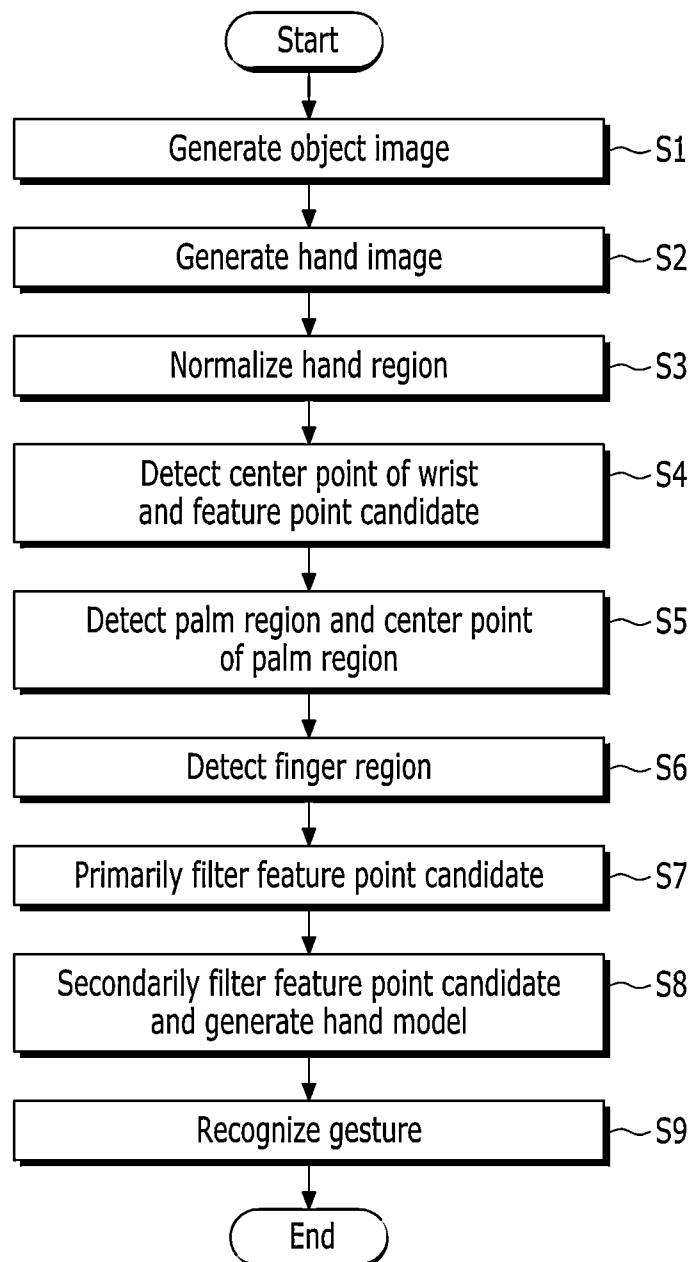 Start
Generate object image
S1
Generate hand image
S2
Normalize hand region
S3
Detect center point of wrist
and feature point candidate
S4
Detect palm region and center point
of palm region
S5
Detect finger region
S6
Primarily filter feature point candidate
S7
Secondarily filter feature point candidate
and generate hand model
S8
Recognize gesture
S9
End